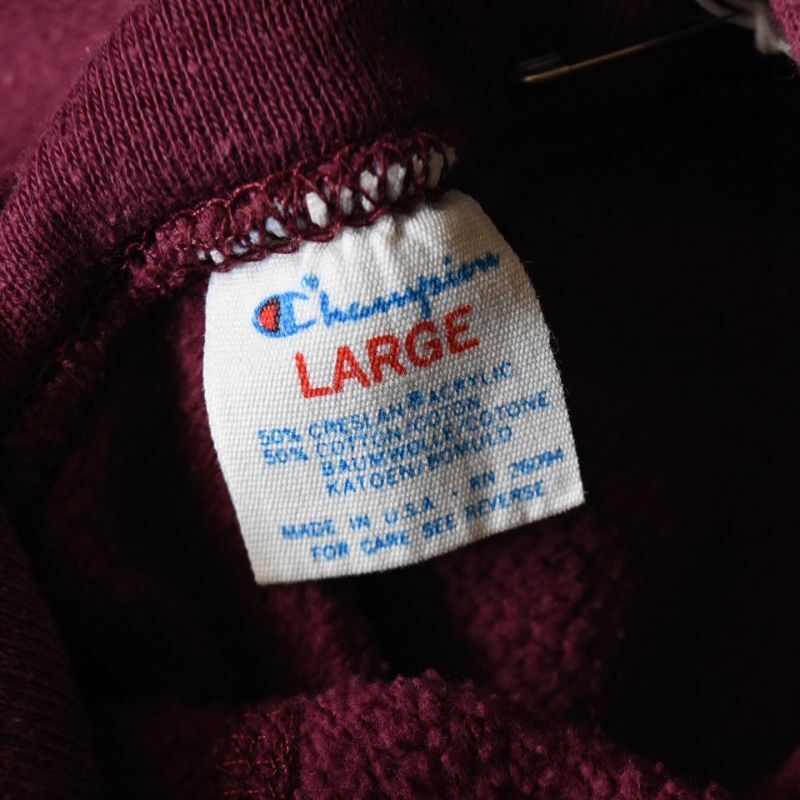 Champion
LARGE
50% CRESLAN® ACRYLIC
50% COTTON/COTON
BAUMWOLLE/COTONE
KATOEN/BOMULD
MADE IN U.S.A. · RN 26094
FOR CARE SEE REVERSE